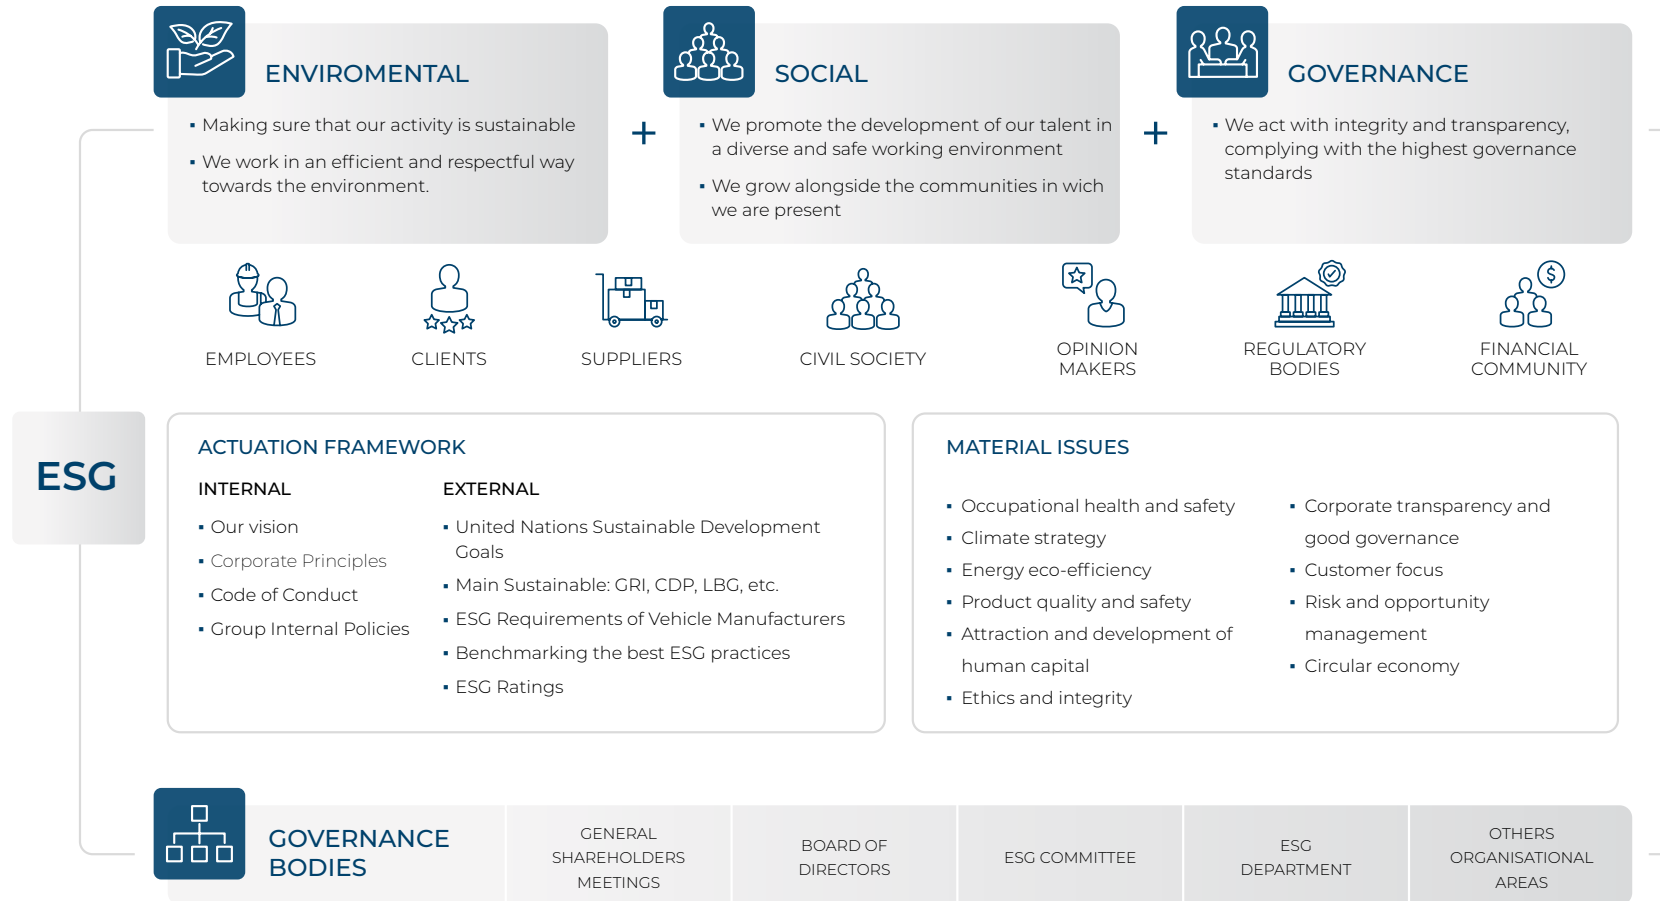 ENVIROMENTAL
▪ Making sure that our activity is sustainable
▪ We work in an efficient and respectful way
towards the environment.
+
SOCIAL
▪ We promote the development of our talent in
a diverse and safe working environment
▪ We grow alongside the communities in wich
we are present
+
GOVERNANCE
▪ We act with integrity and transparency,
complying with the highest governance
standards
EMPLOYEES
CLIENTS
SUPPLIERS
CIVIL SOCIETY
OPINION
MAKERS
REGULATORY
BODIES
$
FINANCIAL
COMMUNITY
ESG
ACTUATION FRAMEWORK
INTERNAL
▪ Our vision
▪ Corporate Principles
▪ Code of Conduct
▪ Group Internal Policies
EXTERNAL
▪ United Nations Sustainable Development
Goals
▪ Main Sustainable: GRI, CDP, LBG, etc.
▪ ESG Requirements of Vehicle Manufacturers
▪ Benchmarking the best ESG practices
▪ ESG Ratings
MATERIAL ISSUES
▪ Occupational health and safety
▪ Climate strategy
▪ Energy eco-efficiency
▪ Product quality and safety
▪ Attraction and development of
human capital
▪ Ethics and integrity
▪ Corporate transparency and
good governance
▪ Customer focus
▪ Risk and opportunity
management
▪ Circular economy
GOVERNANCE
BODIES
GENERAL
SHAREHOLDERS
MEETINGS
BOARD OF
DIRECTORS
ESG COMMITTEE
ESG
DEPARTMENT
OTHERS
ORGANISATIONAL
AREAS